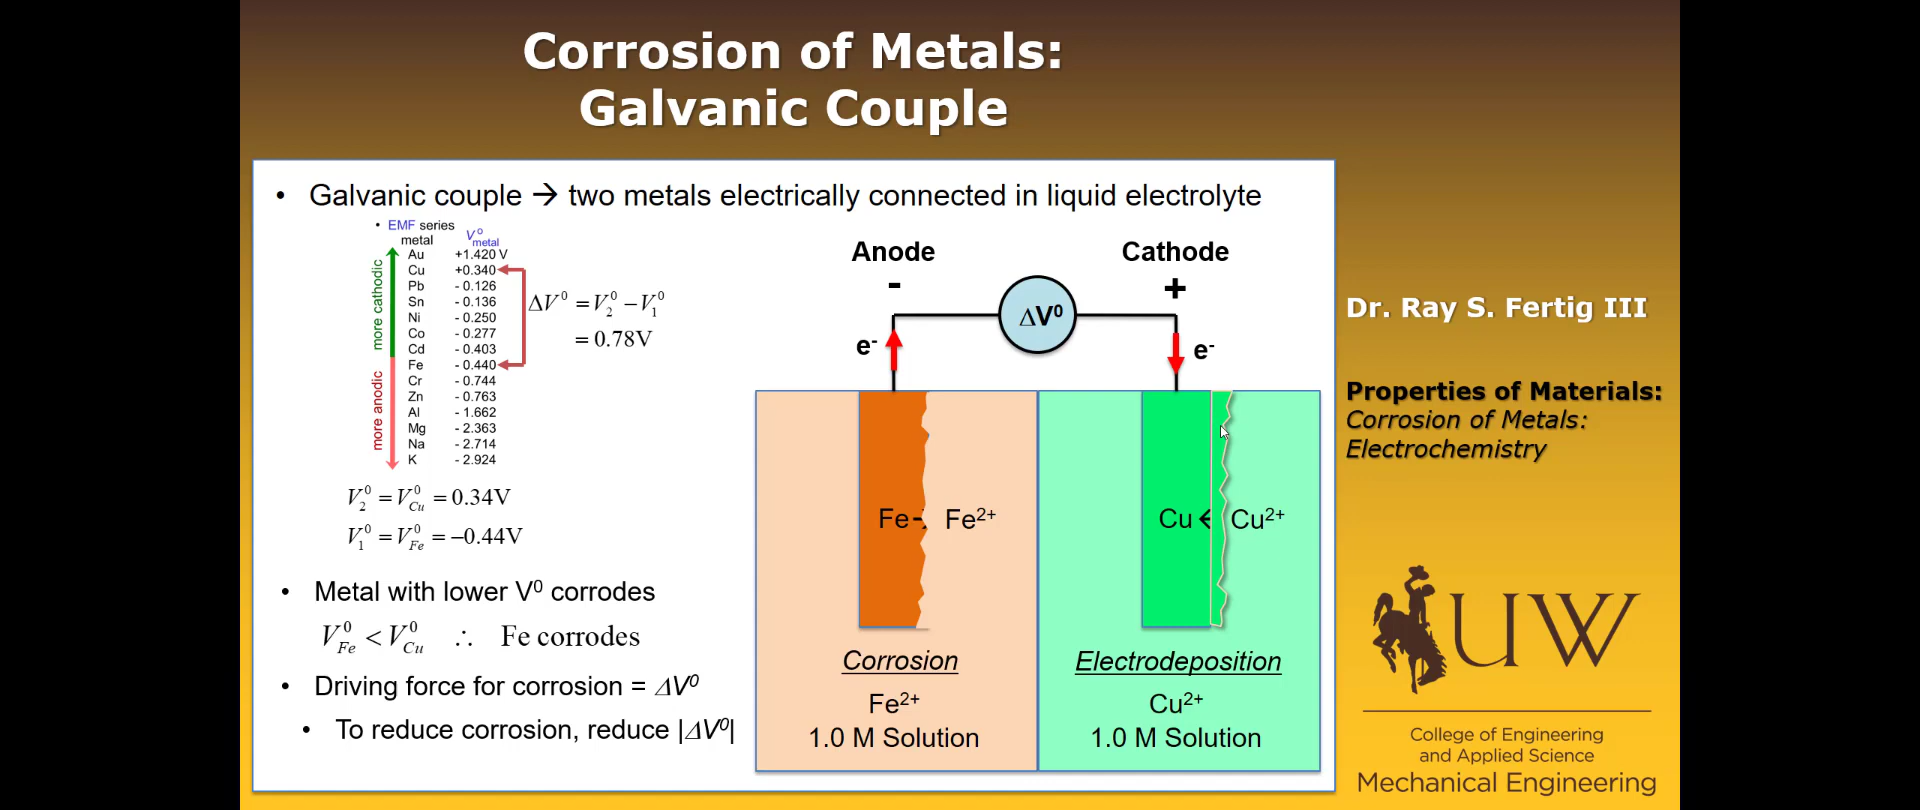 Corrosion of Metals:
Galvanic Couple
• Galvanic couple → two metals electrically connected in liquid electrolyte
• EMF series
metal V⁰metal
Au +1.420 V
Cu +0.340
Pb - 0.126
Sn - 0.136
Ni - 0.250
Co - 0.277
Cd - 0.403
Fe - 0.440
Cr - 0.744
Zn - 0.763
Al - 1.662
Mg - 2.363
Na - 2.714
K - 2.924
more cathodic
more anodic
ΔV⁰ = V₂⁰ − V₁⁰
= 0.78V
V₂⁰ = V⁰Cu = 0.34V
V₁⁰ = V⁰Fe = −0.44V
• Metal with lower V⁰ corrodes
V⁰Fe < V⁰Cu ∴ Fe corrodes
• Driving force for corrosion = ΔV⁰
• To reduce corrosion, reduce |ΔV⁰|
Anode Cathode
- +
ΔV⁰
e⁻ e⁻
Fe → Fe²⁺ Cu ← Cu²⁺
Corrosion
Fe²⁺
1.0 M Solution
Electrodeposition
Cu²⁺
1.0 M Solution
Dr. Ray S. Fertig III
Properties of Materials:
Corrosion of Metals:
Electrochemistry
UW
College of Engineering
and Applied Science
Mechanical Engineering